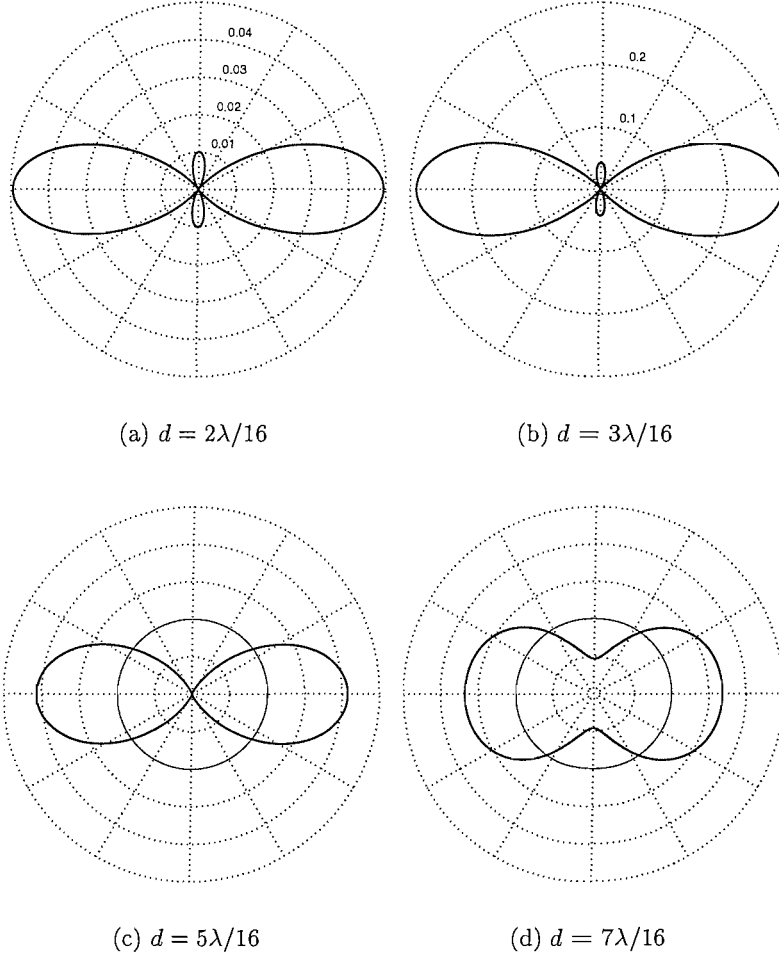 0.04
0.03
0.02
0.01
0.2
0.1
(a) d = 2λ/16
(b) d = 3λ/16
(c) d = 5λ/16
(d) d = 7λ/16